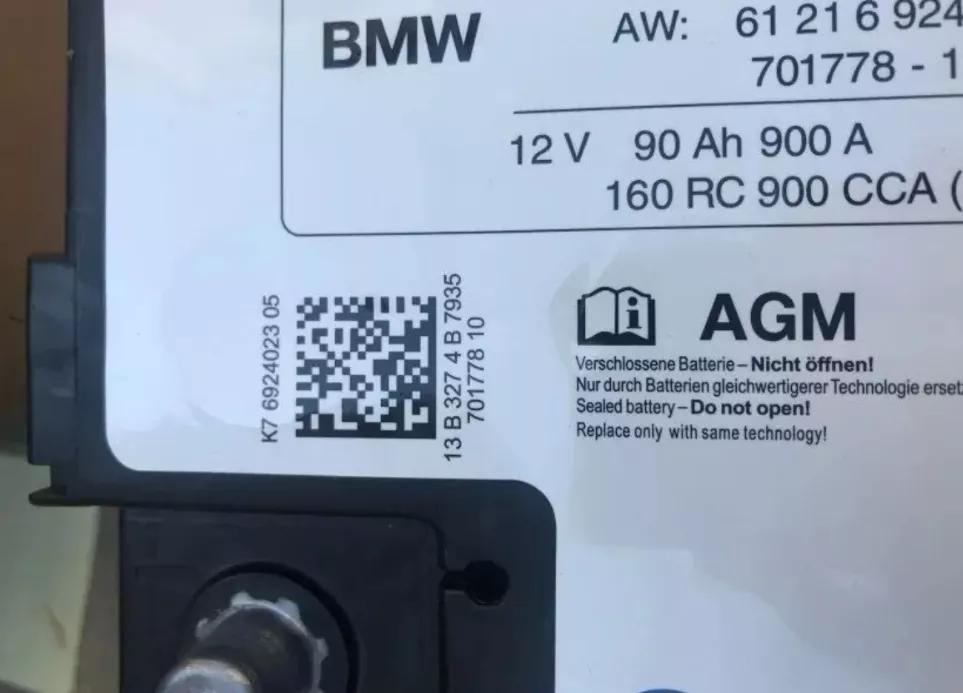 BMW
AW: 61 21 6 924
701778 - 1
12 V 90 Ah 900 A
160 RC 900 CCA (
K7 6924023 05
13 B 327 4 B 7935
701778 10
AGM
Verschlossene Batterie – Nicht öffnen!
Nur durch Batterien gleichwertigerer Technologie erset
Sealed battery – Do not open!
Replace only with same technology!